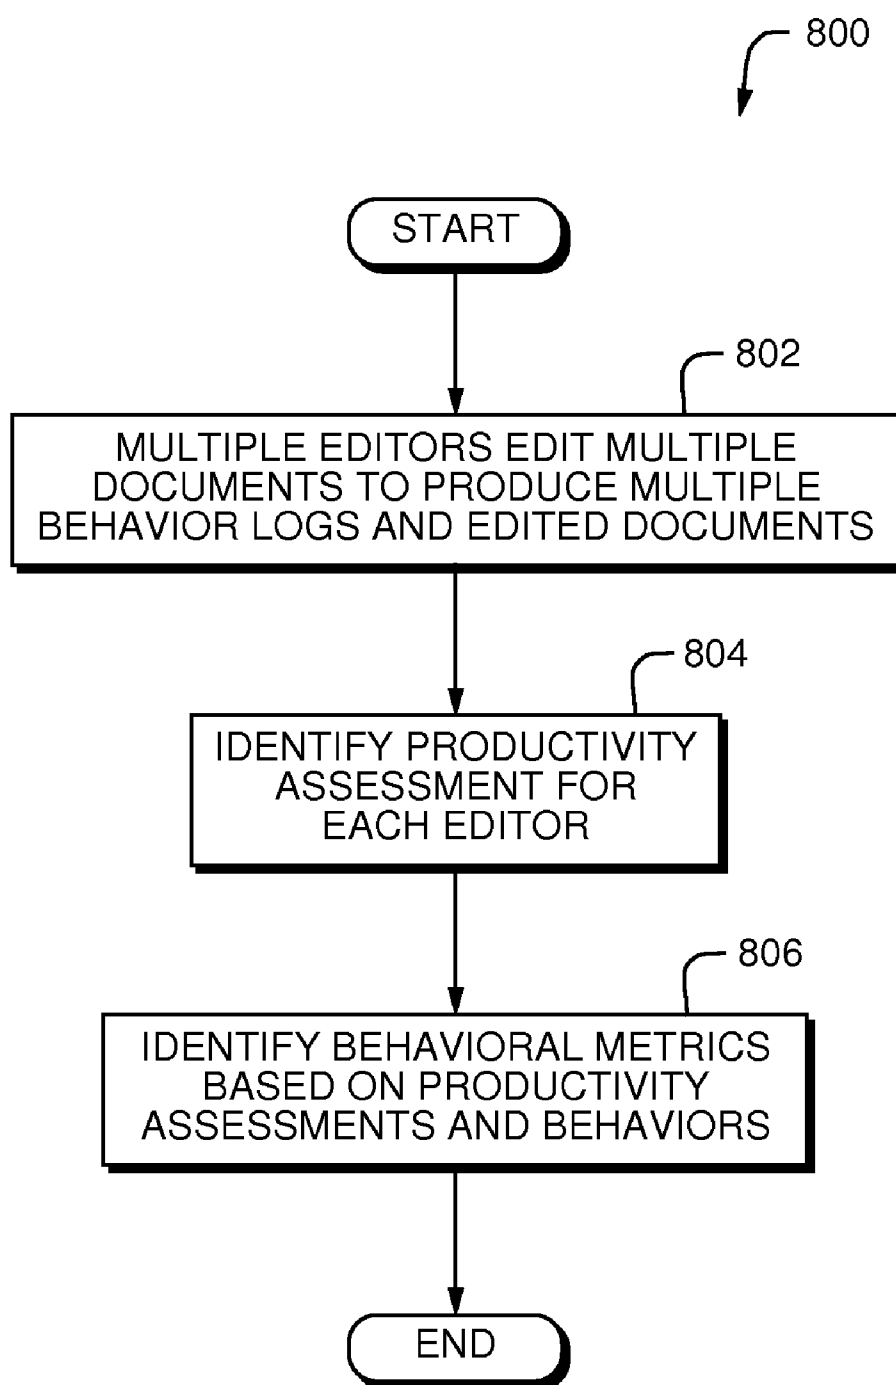 800
START
802
MULTIPLE EDITORS EDIT MULTIPLE
DOCUMENTS TO PRODUCE MULTIPLE
BEHAVIOR LOGS AND EDITED DOCUMENTS
804
IDENTIFY PRODUCTIVITY
ASSESSMENT FOR
EACH EDITOR
806
IDENTIFY BEHAVIORAL METRICS
BASED ON PRODUCTIVITY
ASSESSMENTS AND BEHAVIORS
END